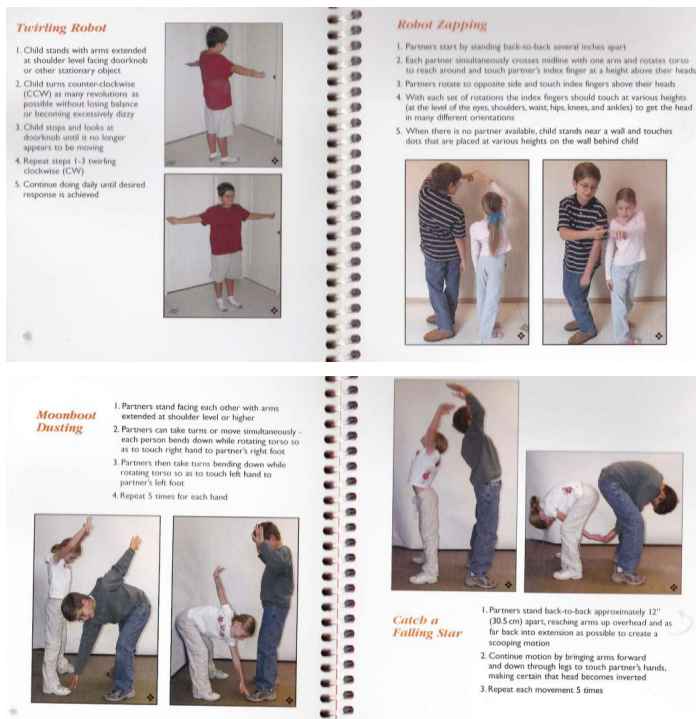 Twirling Robot
1. Child stands with arms extended
at shoulder level facing doorknob
or other stationary object
2. Child turns counter-clockwise
(CCW) as many revolutions as
possible without losing balance
or becoming excessively dizzy
3. Child stops and looks at
doorknob until it no longer
appears to be moving
4. Repeat steps 1-3 twirling
clockwise (CW)
5. Continue doing daily until desired
response is achieved
Robot Zapping
1. Partners start by standing back-to-back several inches apart
2. Each partner simultaneously crosses midline with one arm and rotates torso
to reach around and touch partner's index finger at a height above their heads
3. Partners rotate to opposite side and touch index fingers above their heads
4. With each set of rotations the index fingers should touch at various heights
(at the level of the eyes, shoulders, waist, hips, knees, and ankles) to get the head
in many different orientations
5. When there is no partner available, child stands near a wall and touches
dots that are placed at various heights on the wall behind child
Moonboot
Dusting
1. Partners stand facing each other with arms
extended at shoulder level or higher
2. Partners can take turns or move simultaneously -
each person bends down while rotating torso so
as to touch right hand to partner's right foot
3. Partners then take turns bending down while
rotating torso so as to touch left hand to
partner's left foot
4. Repeat 5 times for each hand
Catch a
Falling Star
1. Partners stand back-to-back approximately 12"
(30.5 cm) apart, reaching arms up overhead and as
far back into extension as possible to create a
scooping motion
2. Continue motion by bringing arms forward
and down through legs to touch partner's hands,
making certain that head becomes inverted
3. Repeat each movement 5 times